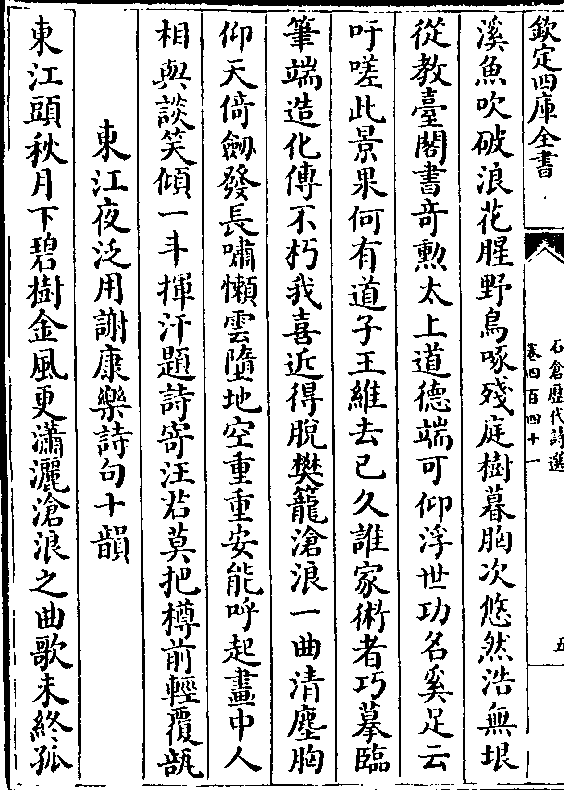 欽定四庫全書
石倉歷代詩選
卷四百四十一
五
溪魚吹破浪花腥野鳥啄殘庭樹暮胸次悠然浩無垠
從教臺閣書奇勲太上道德端可仰浮世功名奚足云
吁嗟此景果何有道子王維去已久誰家術者巧摹臨
筆端造化傳不朽我喜近得脫樊籠滄浪一曲清塵胸
仰天倚劒發長嘯懶雲墮地空重重安能呼起畫中人
相與談笑傾一斗揮汗題詩寄汪若莫把樽前輕覆瓿
東江夜泛用謝康樂詩句十韻
東江頭秋月下碧樹金風更瀟灑滄浪之曲歌未終孤